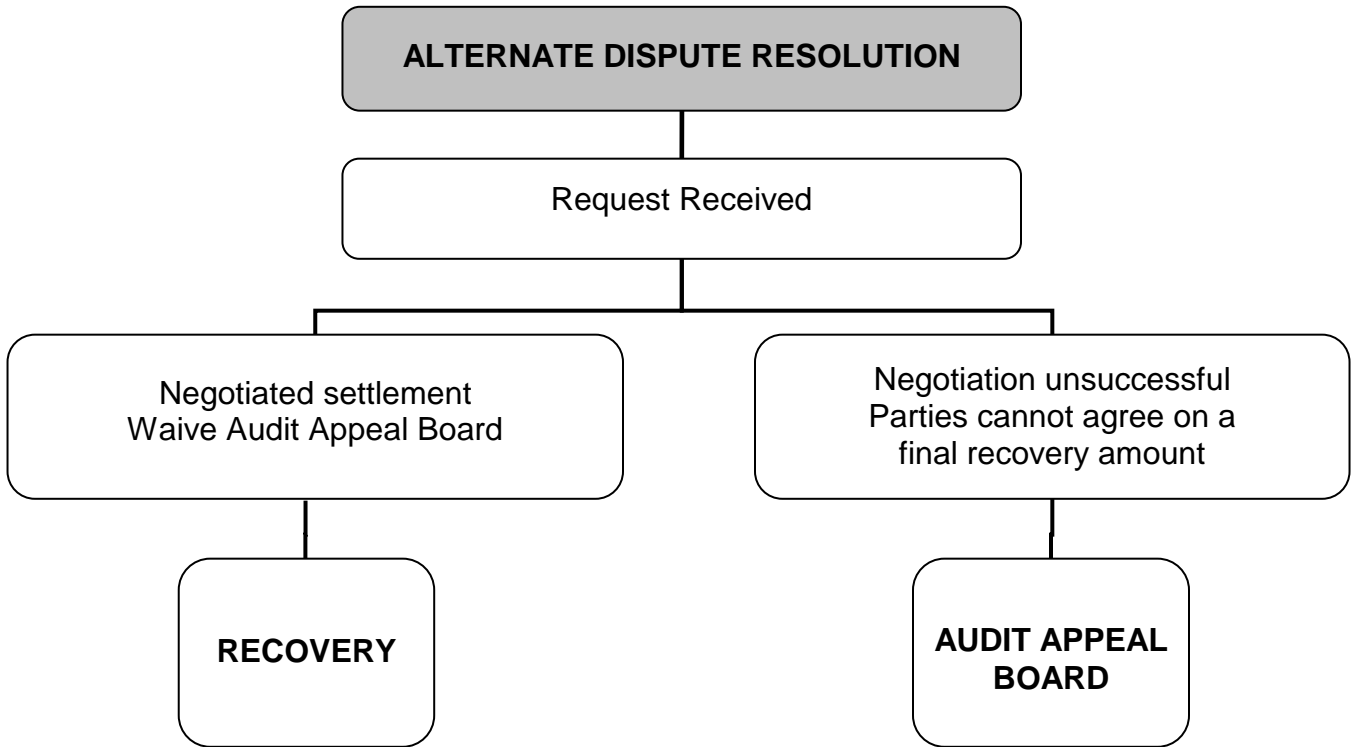 ALTERNATE DISPUTE RESOLUTION
Request Received
Negotiated settlement
Waive Audit Appeal Board
Negotiation unsuccessful
Parties cannot agree on a
final recovery amount
RECOVERY
AUDIT APPEAL
BOARD